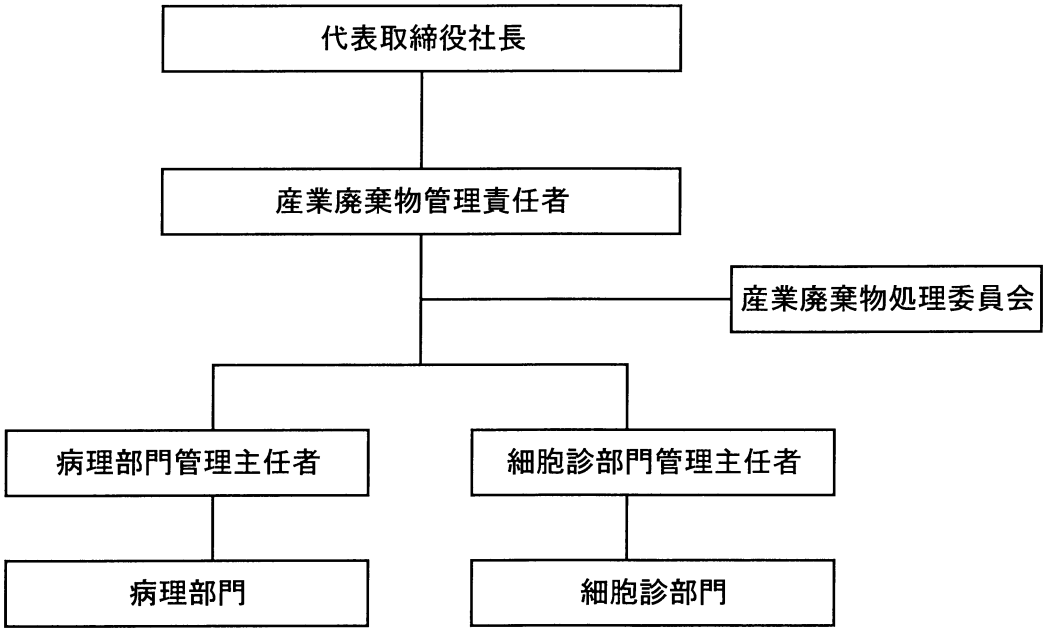 代表取締役社長
産業廃棄物管理責任者
産業廃棄物処理委員会
病理部門管理主任者
細胞診部門管理主任者
病理部門
細胞診部門